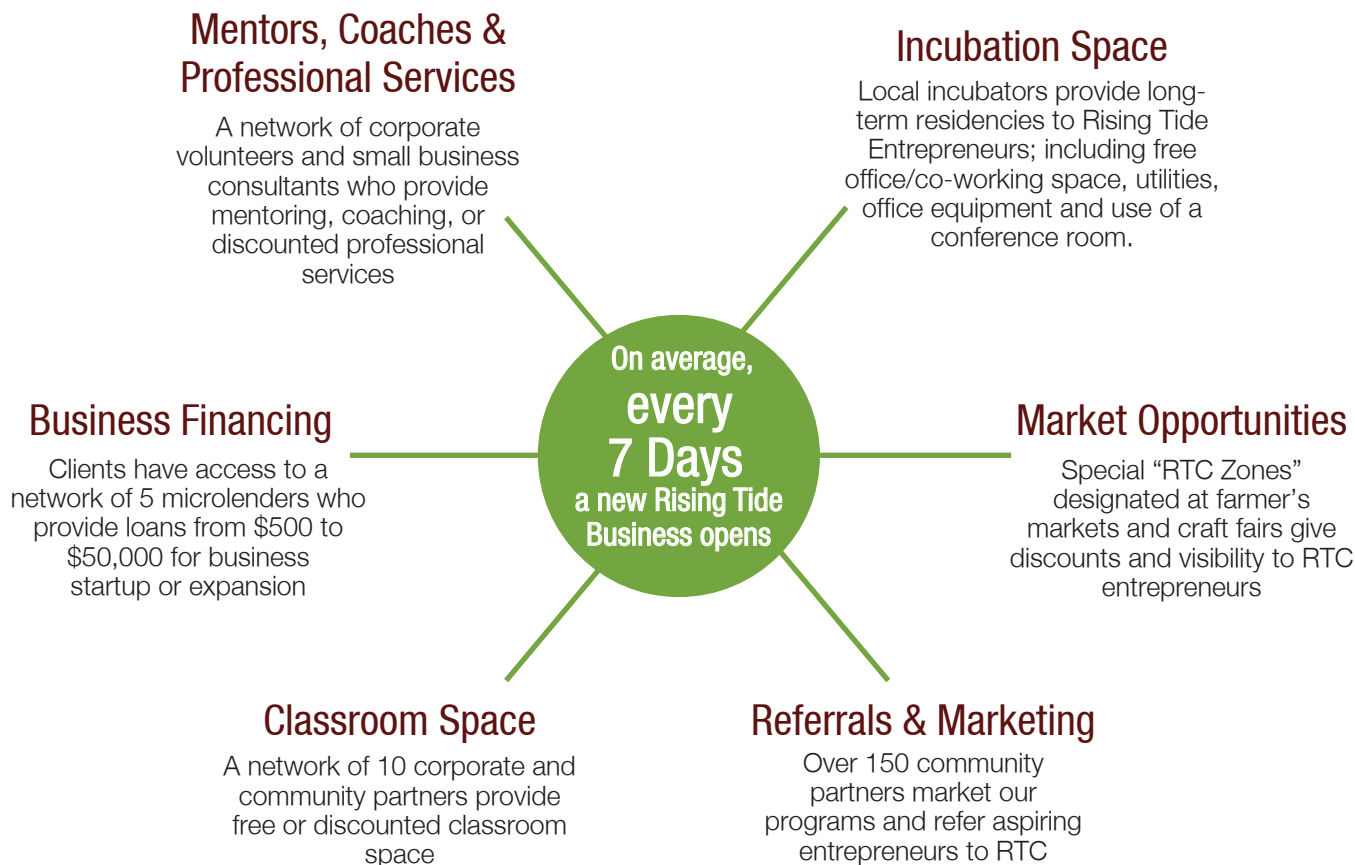 Mentors, Coaches &
Professional Services
A network of corporate
volunteers and small business
consultants who provide
mentoring, coaching, or
discounted professional
services
Incubation Space
Local incubators provide long-
term residencies to Rising Tide
Entrepreneurs; including free
office/co-working space, utilities,
office equipment and use of a
conference room.
On average,
every
7 Days
a new Rising Tide
Business opens
Business Financing
Clients have access to a
network of 5 microlenders who
provide loans from $500 to
$50,000 for business
startup or expansion
Market Opportunities
Special “RTC Zones”
designated at farmer’s
markets and craft fairs give
discounts and visibility to RTC
entrepreneurs
Classroom Space
A network of 10 corporate and
community partners provide
free or discounted classroom
space
Referrals & Marketing
Over 150 community
partners market our
programs and refer aspiring
entrepreneurs to RTC